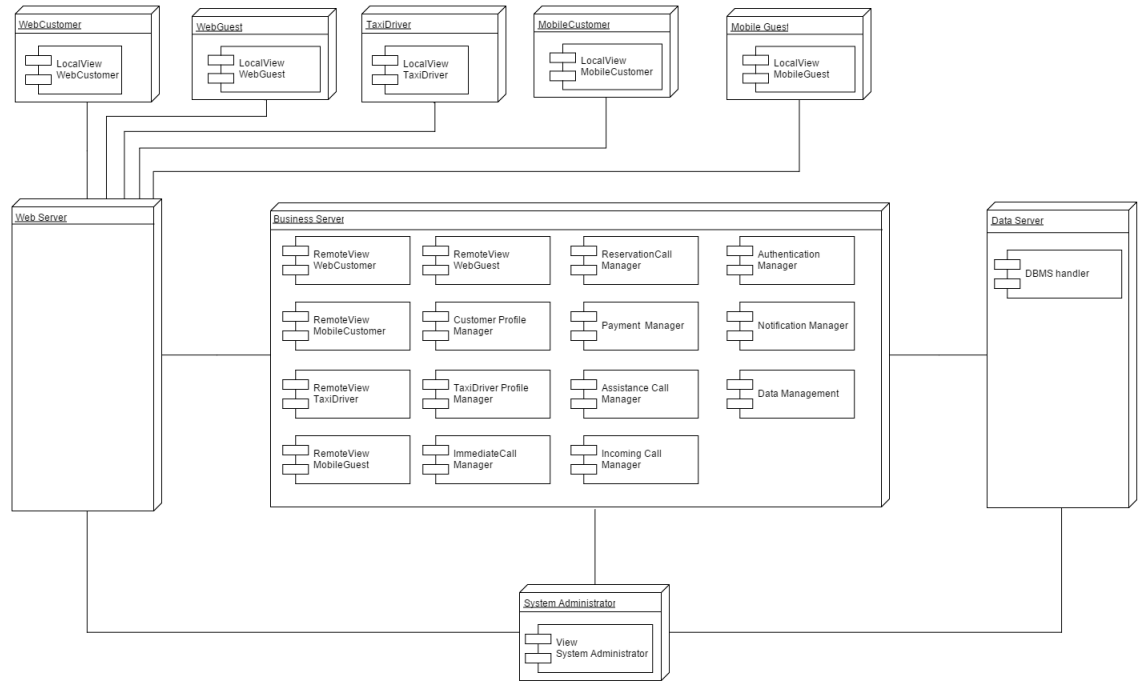 WebCustomer
LocalView
WebCustomer
WebGuest
LocalView
WebGuest
TaxiDriver
LocalView
TaxiDriver
MobileCustomer
LocalView
MobileCustomer
Mobile Guest
LocalView
MobileGuest
Web Server
Business Server
RemoteView
WebCustomer
RemoteView
WebGuest
ReservationCall
Manager
Authentication
Manager
RemoteView
MobileCustomer
Customer Profile
Manager
Payment Manager
Notification Manager
RemoteView
TaxiDriver
TaxiDriver Profile
Manager
Assistance Call
Manager
Data Management
RemoteView
MobileGuest
ImmediateCall
Manager
Incoming Call
Manager
Data Server
DBMS handler
System Administrator
View
System Administrator